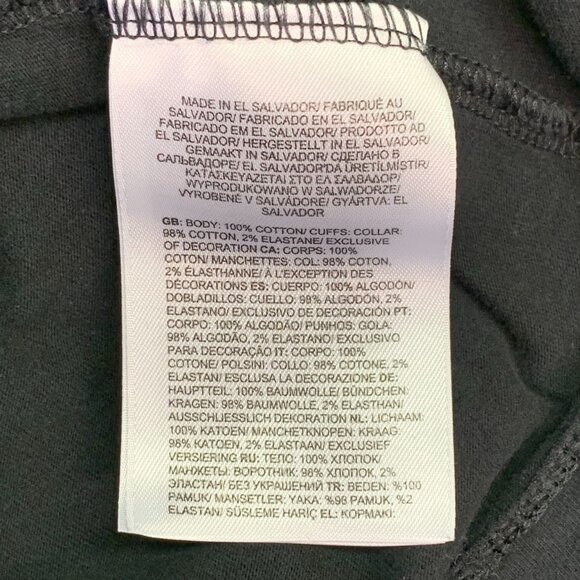 MADE IN EL SALVADOR/ FABRIQUÉ AU
SALVADOR/ FABRICADO EN EL SALVADOR/
FABRICADO EM EL SALVADOR/ PRODOTTO AD
EL SALVADOR/ HERGESTELLT IN EL SALVADOR/
GEMAAKT IN SALVADOR/ СДЕЛАНО В
САЛЬВАДОРЕ/ EL SALVADOR'DA ÜRETİLMİŞTİR/
ΚΑΤΑΣΚΕΥΑΖΕΤΑΙ ΣΤΟ ΕΛ ΣΑΛΒΑΔΟΡ/
WYPRODUKOWANO W SALWADORZE/
VYROBENÉ V SALVÁDORE/ GYÁRTVA: EL
SALVADOR
GB: BODY: 100% COTTON/ CUFFS: COLLAR:
98% COTTON, 2% ELASTANE/ EXCLUSIVE
OF DECORATION CA: CORPS: 100%
COTON/ MANCHETTES: COL: 98% COTON,
2% ÉLASTHANNE/ À L'EXCEPTION DES
DÉCORATIONS ES: CUERPO: 100% ALGODÓN/
DOBLADILLOS: CUELLO: 98% ALGODÓN, 2%
ELASTANO/ EXCLUSIVO DE DECORACIÓN PT:
CORPO: 100% ALGODÃO/ PUNHOS: GOLA:
98% ALGODÃO, 2% ELASTANO/ EXCLUSIVO
PARA DECORAÇÃO IT: CORPO: 100%
COTONE/ POLSINI: COLLO: 98% COTONE, 2%
ELASTAN/ ESCLUSA LA DECORAZIONE DE:
HAUPTTEIL: 100% BAUMWOLLE/ BÜNDCHEN:
KRAGEN: 98% BAUMWOLLE, 2% ELASTHAN/
AUSSCHLIESSLICH DEKORATION NL: LICHAAM:
100% KATOEN/ MANCHETKNOPEN: KRAAG:
98% KATOEN, 2% ELASTAAN/ EXCLUSIEF
VERSIERING RU: ТЕЛО: 100% ХЛОПОК/
МАНЖЕТЫ: ВОРОТНИК: 98% ХЛОПОК, 2%
ЭЛАСТАН/ БЕЗ УКРАШЕНИЙ TR: BEDEN: %100
PAMUK/ MANŞETLER: YAKA: %98 PAMUK, %2
ELASTAN/ SÜSLEME HARİÇ EL: ΚΟΡΜΑΚΙ: